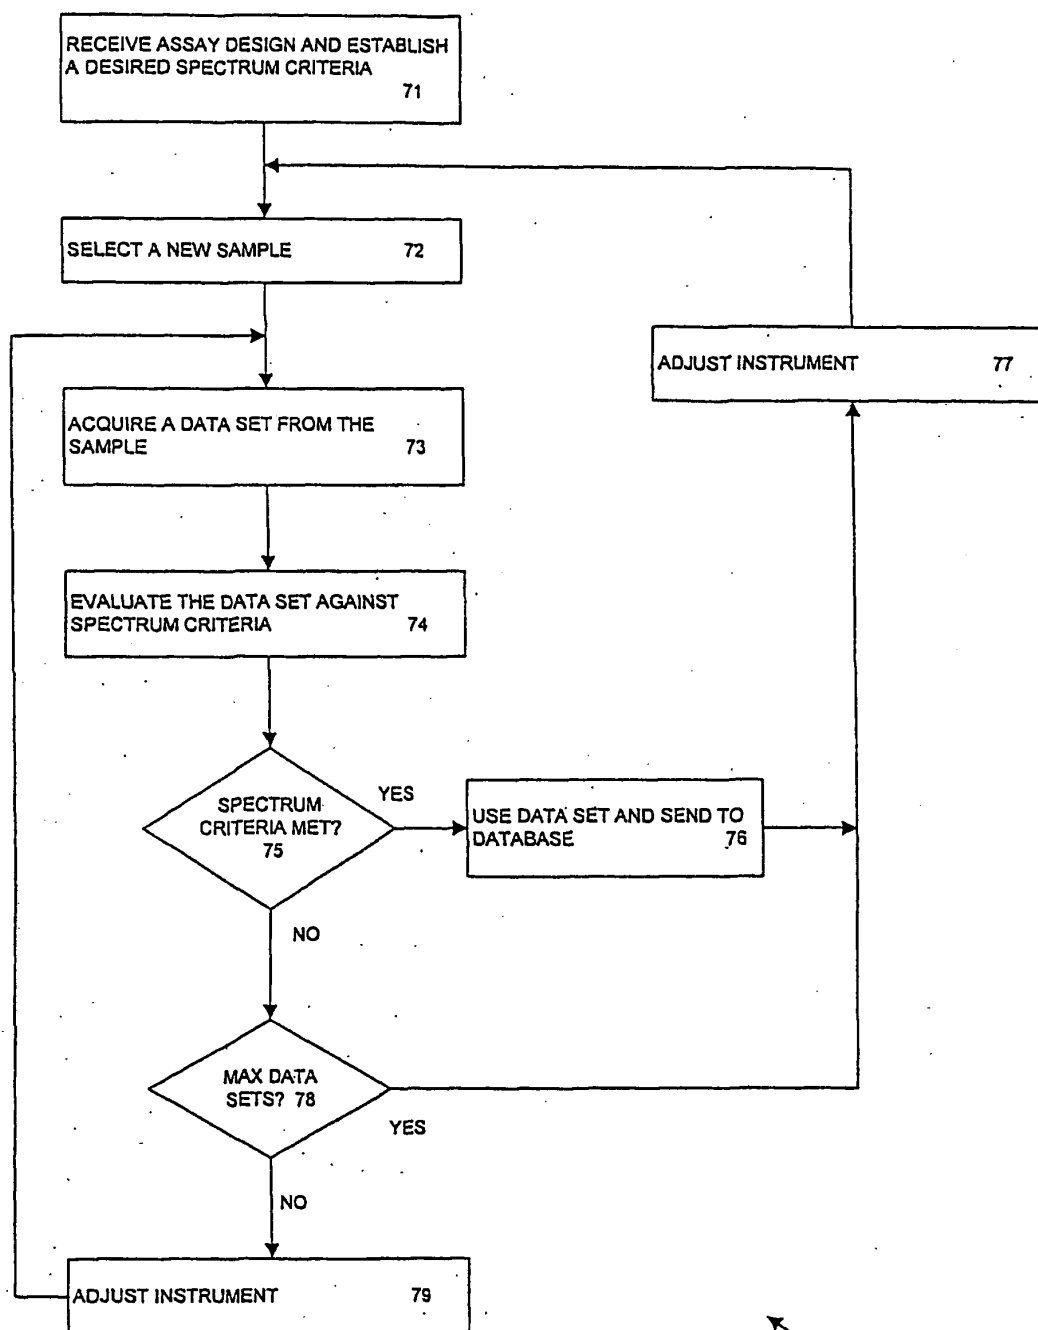 RECEIVE ASSAY DESIGN AND ESTABLISH
A DESIRED SPECTRUM CRITERIA
71
SELECT A NEW SAMPLE 72
ADJUST INSTRUMENT 77
ACQUIRE A DATA SET FROM THE
SAMPLE 73
EVALUATE THE DATA SET AGAINST
SPECTRUM CRITERIA 74
SPECTRUM
CRITERIA MET?
75
YES
USE DATA SET AND SEND TO
DATABASE 76
NO
MAX DATA
SETS? 78
YES
NO
ADJUST INSTRUMENT 79